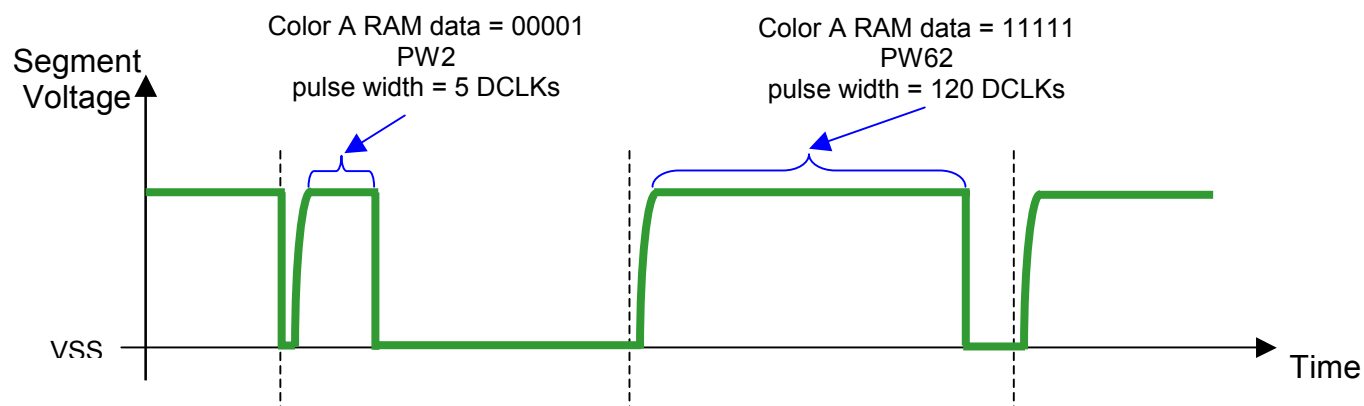 Color A RAM data = 00001
PW2
pulse width = 5 DCLKs
Color A RAM data = 11111
PW62
pulse width = 120 DCLKs
Segment
Voltage
VSS
Time